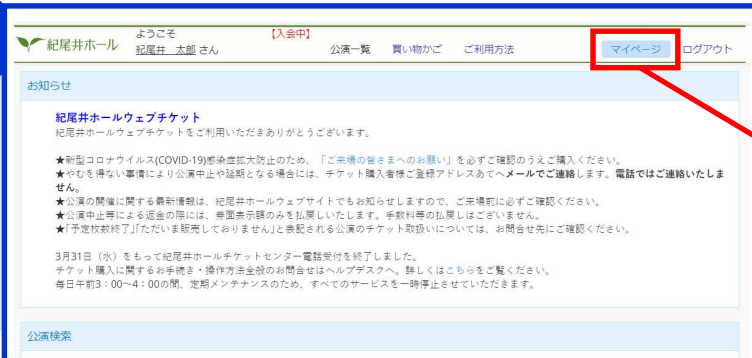 紀尾井ホール
ようこそ
紀尾井 太郎 さん
【入会中】
公演一覧 買い物かご ご利用方法 マイページ ログアウト
お知らせ
紀尾井ホールウェブチケット
紀尾井ホールウェブチケットをご利用いただきありがとうございます。
★新型コロナウイルス(COVID-19)感染症拡大防止のため、「ご来場の皆さまへのお願い」を必ずご確認のうえご購入ください。
★やむを得ない事情により公演中止や延期となる場合には、チケット購入者様ご登録アドレスあてへメールでご連絡します。電話ではご連絡いたしま
せん。
★公演の開催に関する最新情報は、紀尾井ホールウェブサイトでもお知らせしますので、ご来場前に必ずご確認ください。
★公演中止等による返金の際には、券面表示額のみを払戻しいたします。手数料等の払戻しはございません。
★「予定枚数終了」「ただいま販売しておりません」と表記される公演のチケット取扱いについては、お問合せ先にご確認ください。
3月31日（水）をもって紀尾井ホールチケットセンター電話受付を終了しました。
チケット購入に関するお手続き・操作方法全般のお問合せはヘルプデスクへ。詳しくはこちらをご覧ください。
毎日午前3：00～4：00の間、定期メンテナンスのため、すべてのサービスを一時停止させていただきます。
公演検索